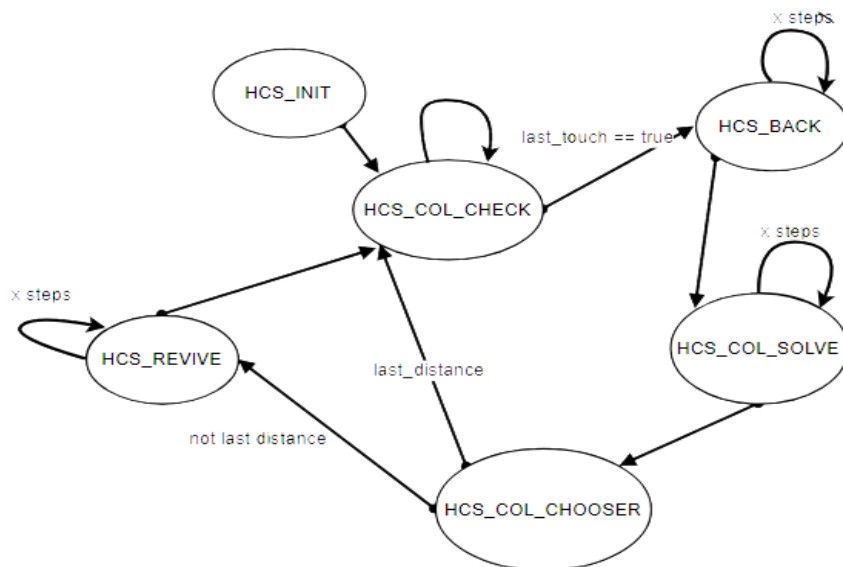 x steps
HCS_INIT
HCS_BACK
last_touch == true
HCS_COL_CHECK
x steps
x steps
HCS_COL_SOLVE
HCS_REVIVE
last_distance
not last distance
HCS_COL_CHOOSER